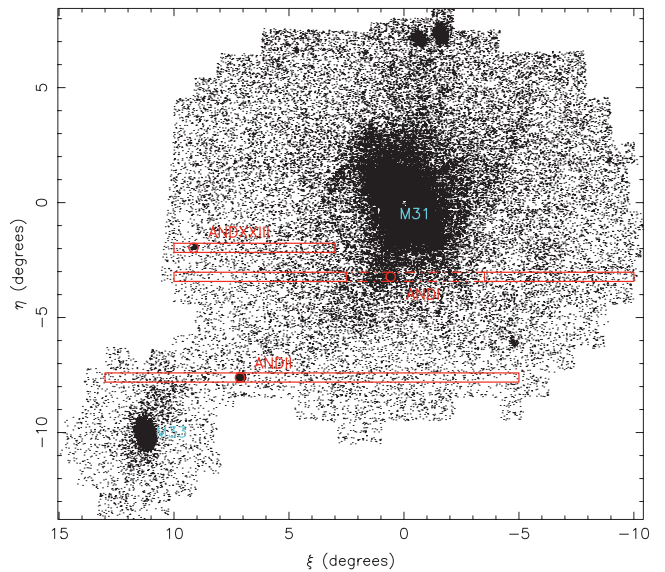 5
0
−5
−10
η (degrees)
M31
ANDXXIII
ANDI
ANDII
M33
15
10
5
0
−5
−10
ξ (degrees)